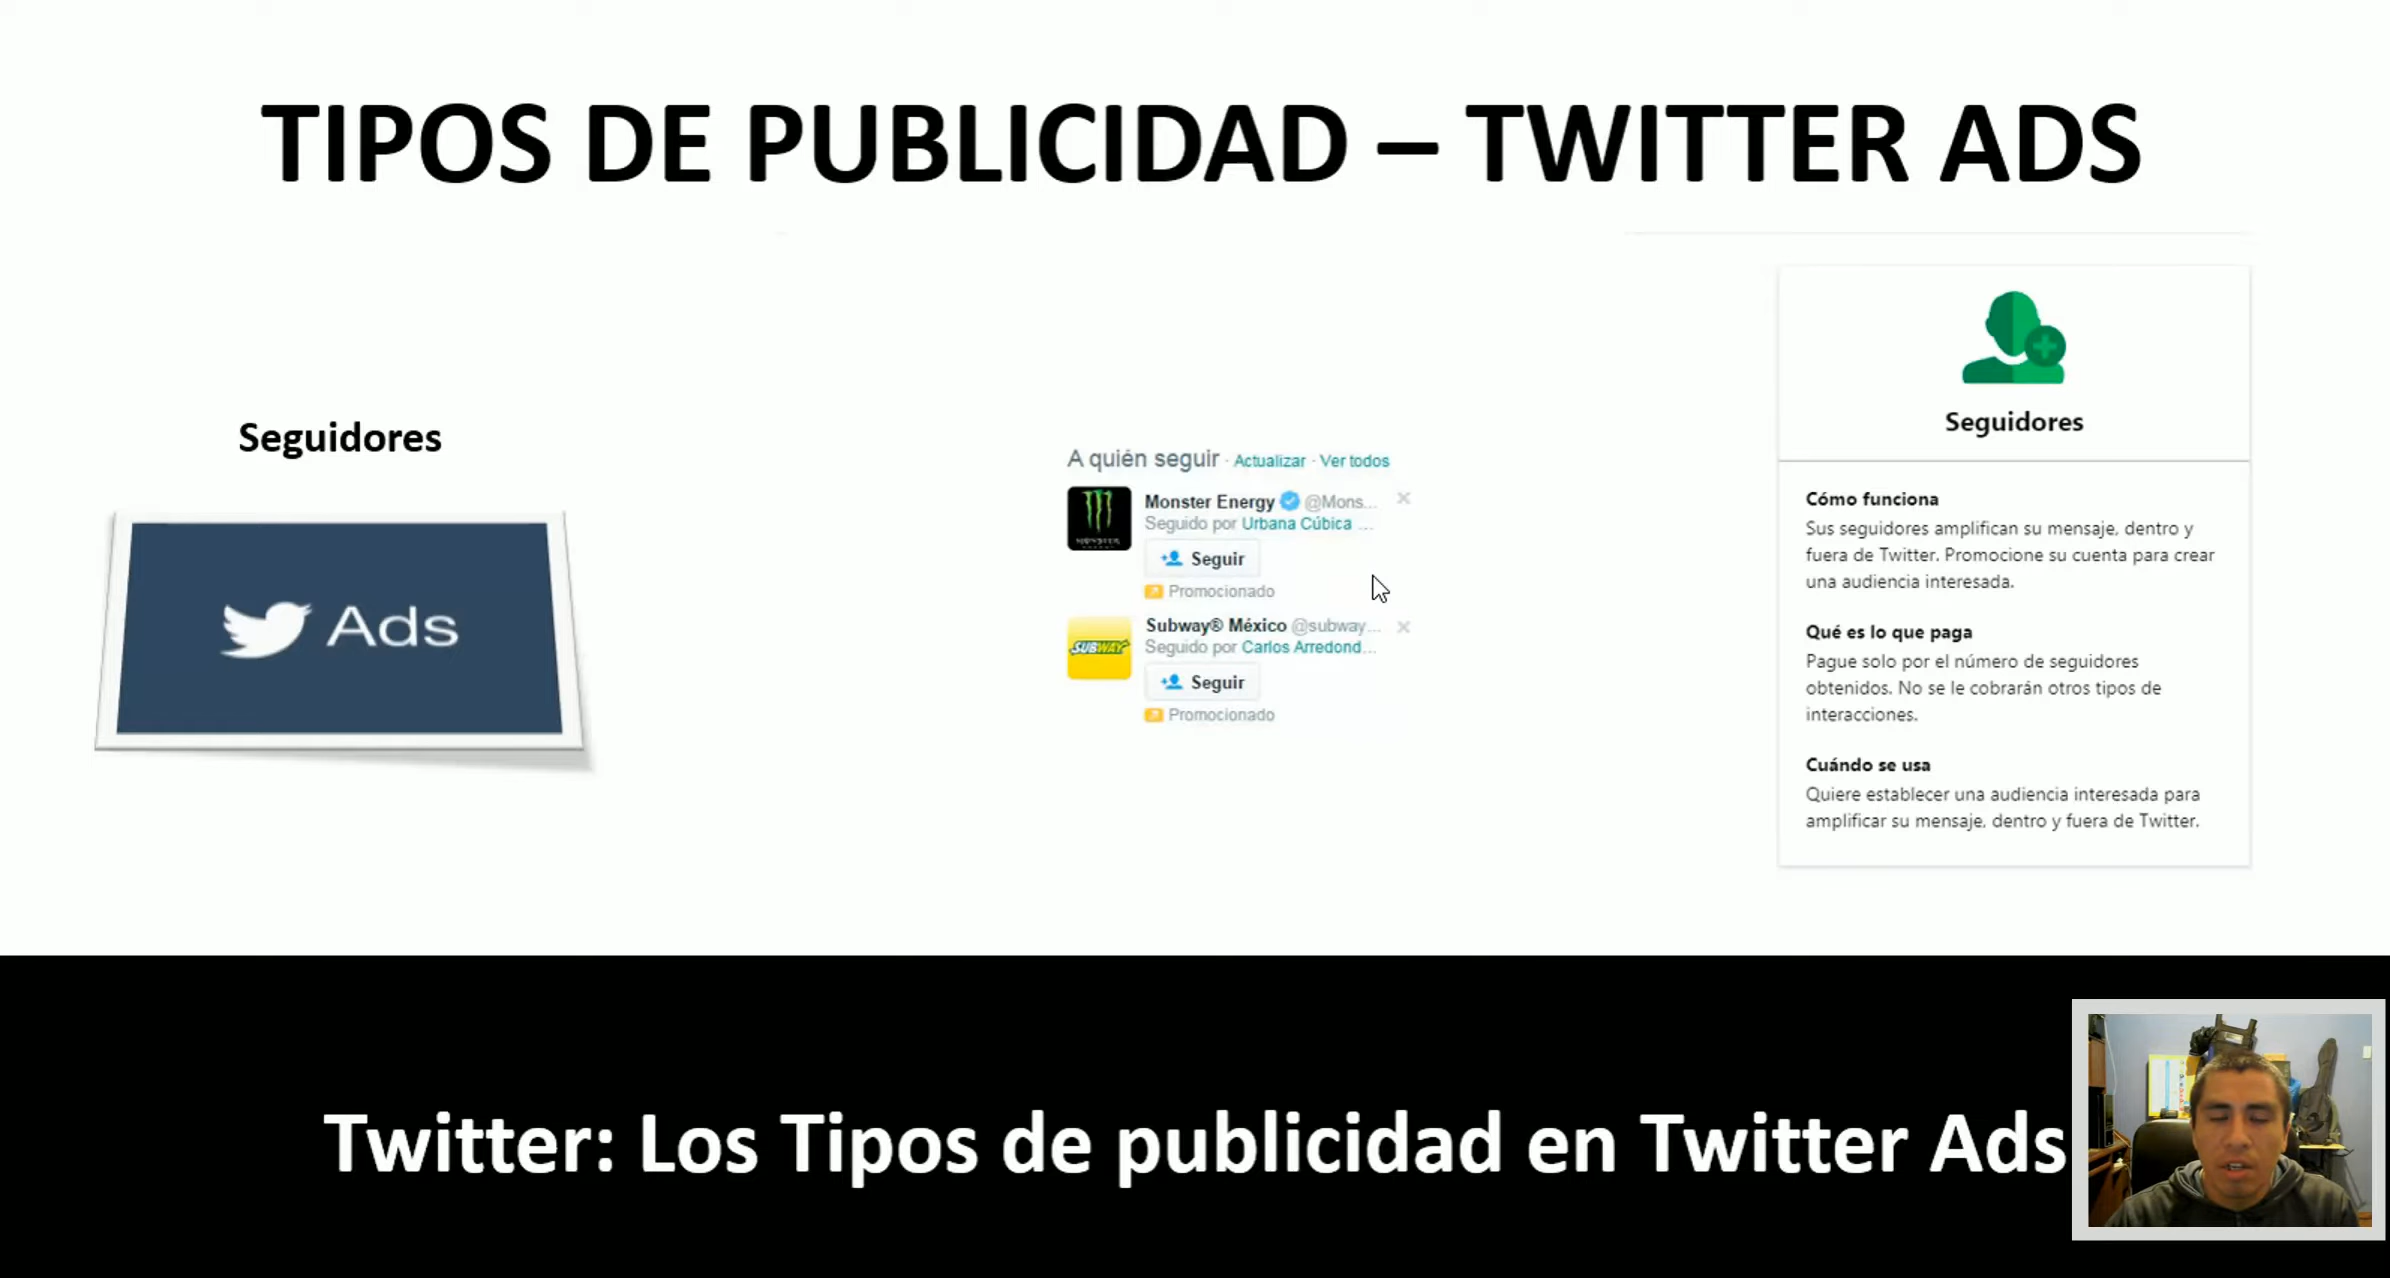 TIPOS DE PUBLICIDAD – TWITTER ADS
Seguidores
Ads
A quién seguir · Actualizar · Ver todos
Monster Energy @Mons...
Seguido por Urbana Cúbica ...
Seguir
Promocionado
Subway® México @subway...
Seguido por Carlos Arredond...
SUBWAY
Seguir
Promocionado
Seguidores
Cómo funciona
Sus seguidores amplifican su mensaje, dentro y
fuera de Twitter. Promocione su cuenta para crear
una audiencia interesada.
Qué es lo que paga
Pague solo por el número de seguidores
obtenidos. No se le cobrarán otros tipos de
interacciones.
Cuándo se usa
Quiere establecer una audiencia interesada para
amplificar su mensaje, dentro y fuera de Twitter.
Twitter: Los Tipos de publicidad en Twitter Ads